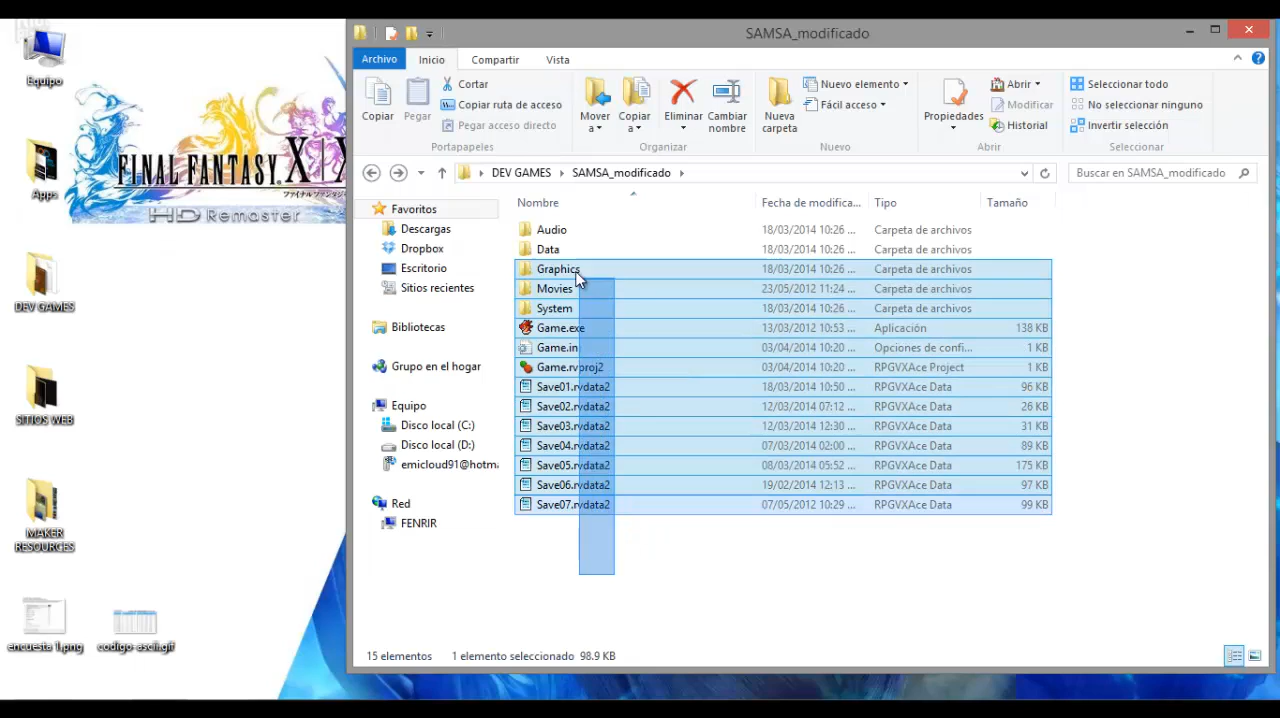 SAMSA_modificado
Archivo
Inicio
Compartir
Vista
Copiar
Pegar
Cortar
Copiar ruta de acceso
Pegar acceso directo
Portapapeles
Mover a
Copiar a
Eliminar
Cambiar nombre
Organizar
Nueva carpeta
Nuevo elemento
Fácil acceso
Nuevo
Propiedades
Abrir
Modificar
Historial
Abrir
Seleccionar todo
No seleccionar ninguno
Invertir selección
Seleccionar
DEV GAMES
SAMSA_modificado
Buscar en SAMSA_modificado
Nombre
Fecha de modifica...
Tipo
Tamaño
Favoritos
Descargas
Dropbox
Escritorio
Sitios recientes
Bibliotecas
Grupo en el hogar
Equipo
Disco local (C:)
Disco local (D:)
emicloud91@hotm
Red
FENRIR
Audio 18/03/2014 10:26 ... Carpeta de archivos
Data 18/03/2014 10:26 ... Carpeta de archivos
Graphics 18/03/2014 10:26 ... Carpeta de archivos
Movies 23/05/2012 11:24 ... Carpeta de archivos
System 18/03/2014 10:26 ... Carpeta de archivos
Game.exe 13/03/2012 10:53 ... Aplicación 138 KB
Game.in 03/04/2014 10:20 ... Opciones de confi... 1 KB
Game.rvproj2 03/04/2014 10:20 ... RPGVXAce Project 1 KB
Save01.rvdata2 18/03/2014 10:50 ... RPGVXAce Data 96 KB
Save02.rvdata2 12/03/2014 07:12 ... RPGVXAce Data 26 KB
Save03.rvdata2 12/03/2014 12:30 ... RPGVXAce Data 31 KB
Save04.rvdata2 07/03/2014 02:00 ... RPGVXAce Data 89 KB
Save05.rvdata2 08/03/2014 05:52 ... RPGVXAce Data 175 KB
Save06.rvdata2 19/02/2014 12:13 ... RPGVXAce Data 97 KB
Save07.rvdata2 07/05/2012 10:29 ... RPGVXAce Data 99 KB
15 elementos 1 elemento seleccionado 98.9 KB
Equipo
Apps
DEV GAMES
SITIOS WEB
MAKER
RESOURCES
encuesta 1.png
codigo-ascii.gif
FINAL FANTASY X|X
HD Remaster